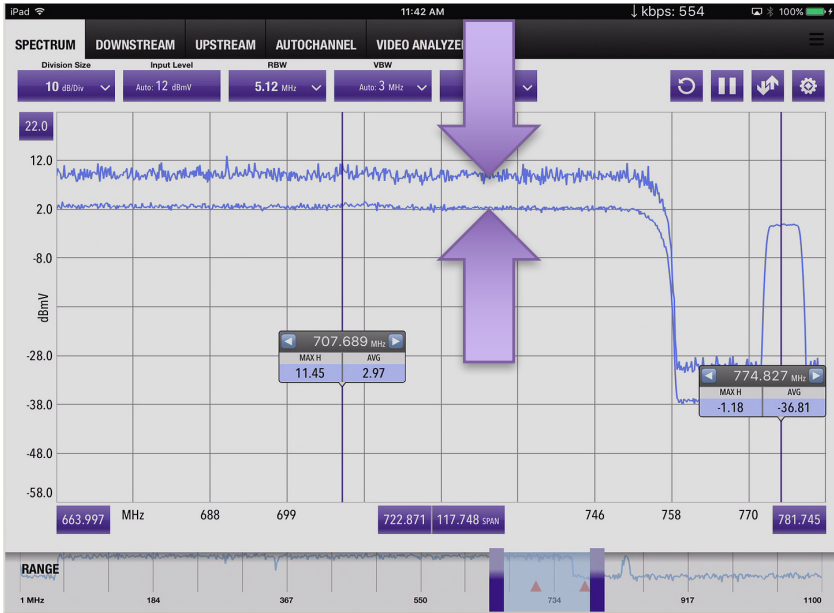 iPad 11:42 AM ↓ kbps: 554 100%
SPECTRUM DOWNSTREAM UPSTREAM AUTOCHANNEL VIDEO
Division Size Input Level RBW VBW
10 dB/Div Auto: 12 dBmV 5.12 MHz Auto: 3 MHz
22.0
12.0
2.0
-8.0
dBmV
-28.0
-38.0
-48.0
-58.0
707.689 MHz
MAX H AVG
11.45 2.97
774.827 MHz
MAX H AVG
-1.18 -36.81
663.997 MHz 688 699 722.871 117.748 SPAN 746 758 770 781.745
RANGE
1 MHz 184 367 550 734 917 1100